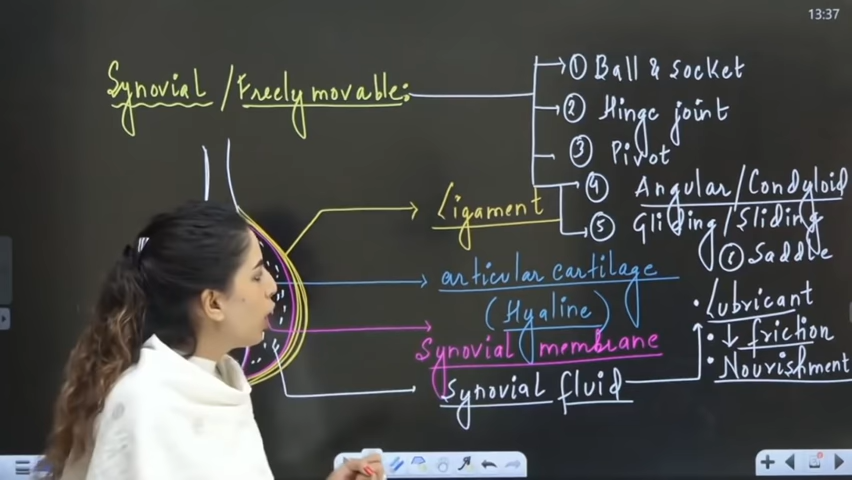 13:37
Synovial / Freely movable:
① Ball & Socket
② Hinge joint
③ Pivot
④ Angular/Condyloid
⑤ Gliding/Sliding
⑥ Saddle
Ligament
articular cartilage
(Hyaline)
Synovial membrane
Synovial fluid
• Lubricant
• ↓ friction
• Nourishment